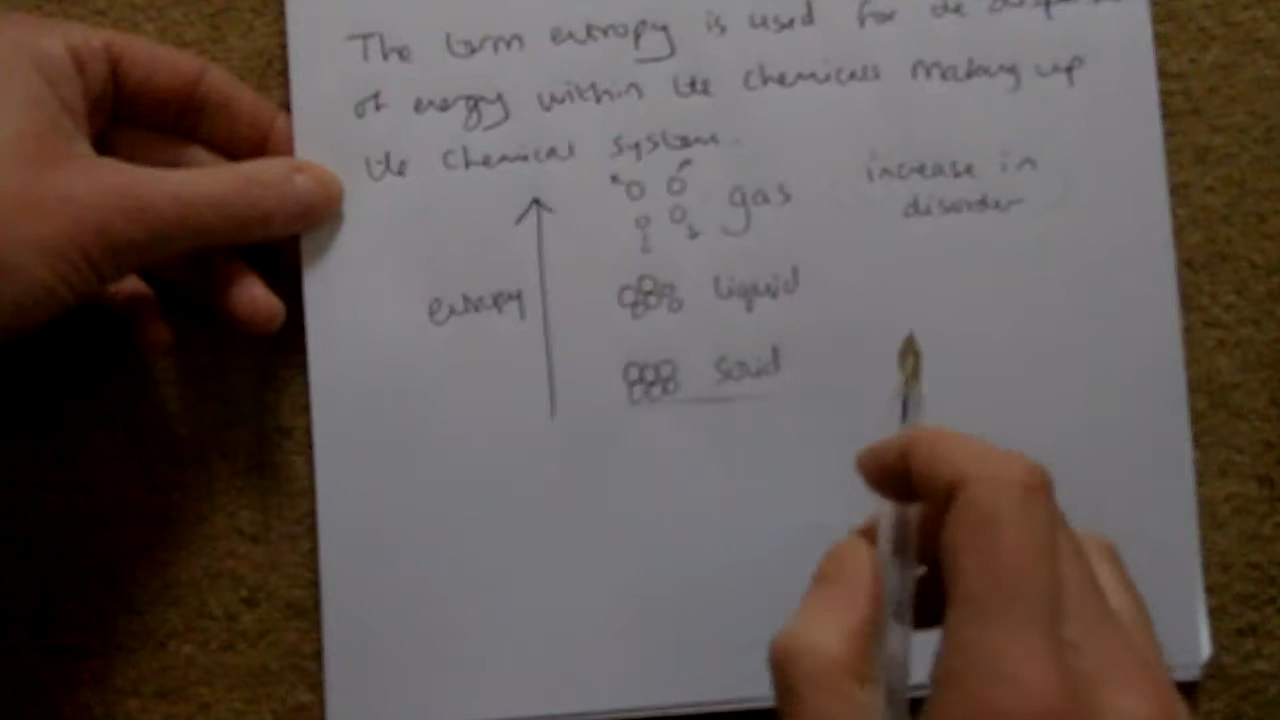 The term entropy is used for the
of energy within the chemicals making up
the chemical system.
gas
increase in
disorder
entropy
liquid
solid